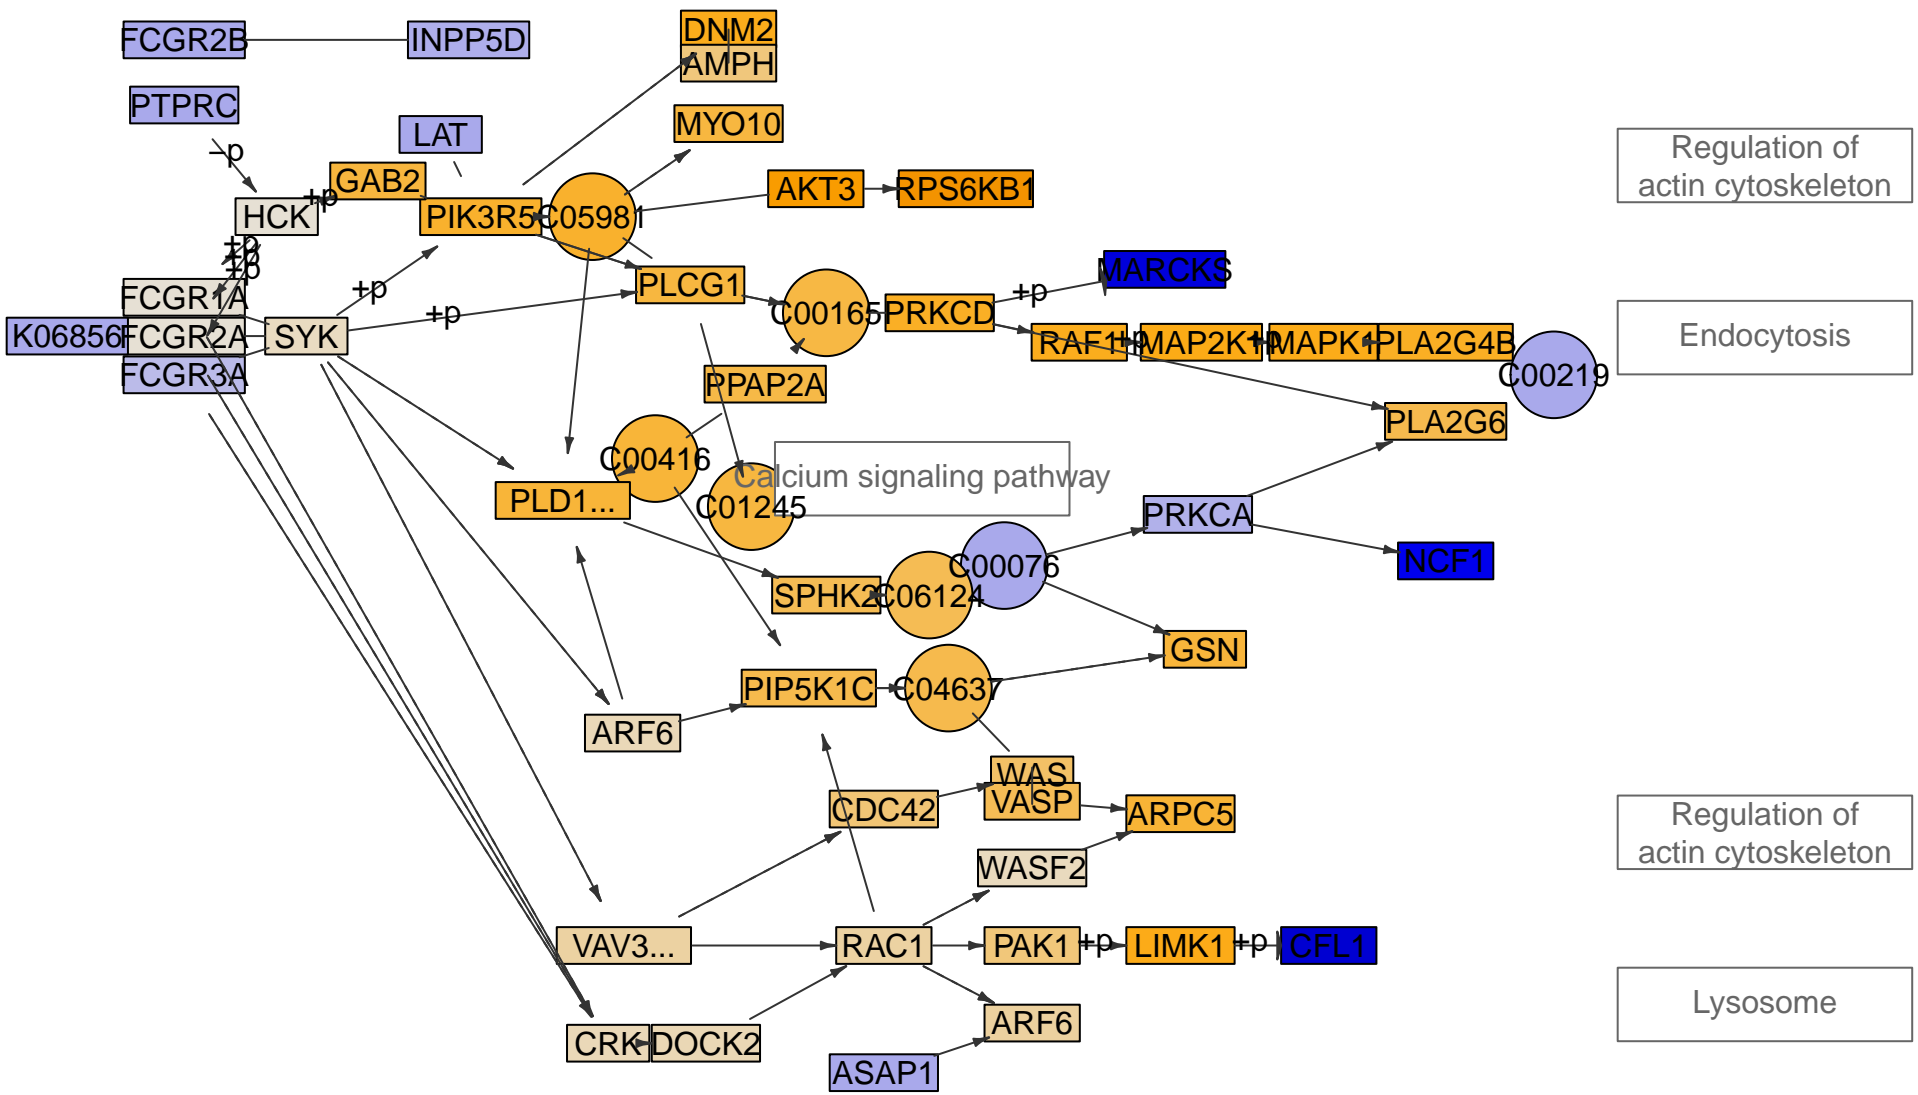 FCGR2B
INPP5D
DNM2
AMPH
PTPRC
LAT
MYO10
–p
Regulation of
actin cytoskeleton
GAB2
+p
AKT3
RPS6KB1
HCK
PIK3R5
C05981
+p
+p
+p
MARCKS
PLCG1
+p
FCGR1A
+p
C00165
PRKCD
+p
K06856
FCGR2A
SYK
RAF1
+p
MAP2K1
+p
MAPK1
PLA2G4B
Endocytosis
FCGR3A
PPAP2A
C00219
PLA2G6
C00416
Calcium signaling pathway
PLD1...
C01245
PRKCA
NCF1
C00076
SPHK2
C06124
GSN
PIP5K1C
C04637
ARF6
WAS
VASP
CDC42
ARPC5
Regulation of
actin cytoskeleton
WASF2
VAV3...
RAC1
PAK1
+p
LIMK1
+p
CFL1
Lysosome
ARF6
CRK
DOCK2
ASAP1